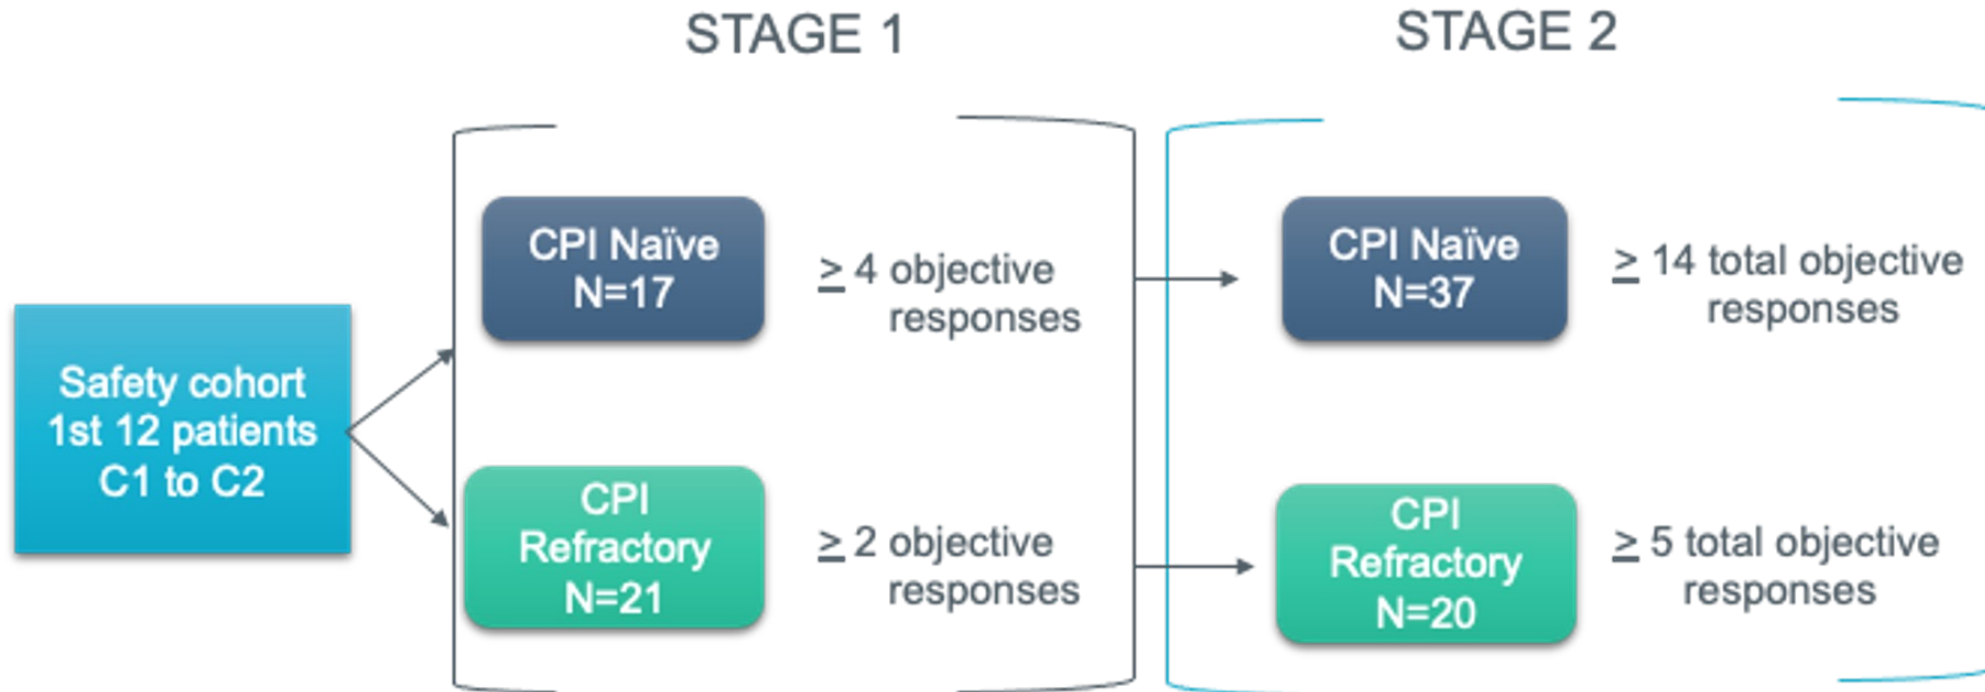 STAGE 1
STAGE 2
Safety cohort
1st 12 patients
C1 to C2
CPI Naïve
N=17
≥ 4 objective
responses
CPI Refractory
N=21
≥ 2 objective
responses
CPI Naïve
N=37
≥ 14 total objective
responses
CPI
Refractory
N=20
≥ 5 total objective
responses